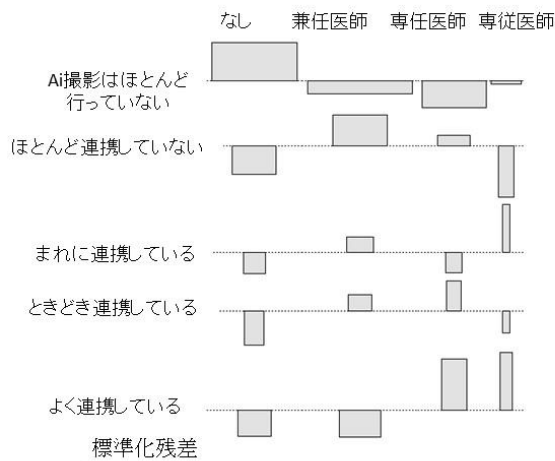 なし 兼任医師 専任医師 専従医師
Ai撮影はほとんど
行っていない
ほとんど連携していない
まれに連携している
ときどき連携している
よく連携している
標準化残差